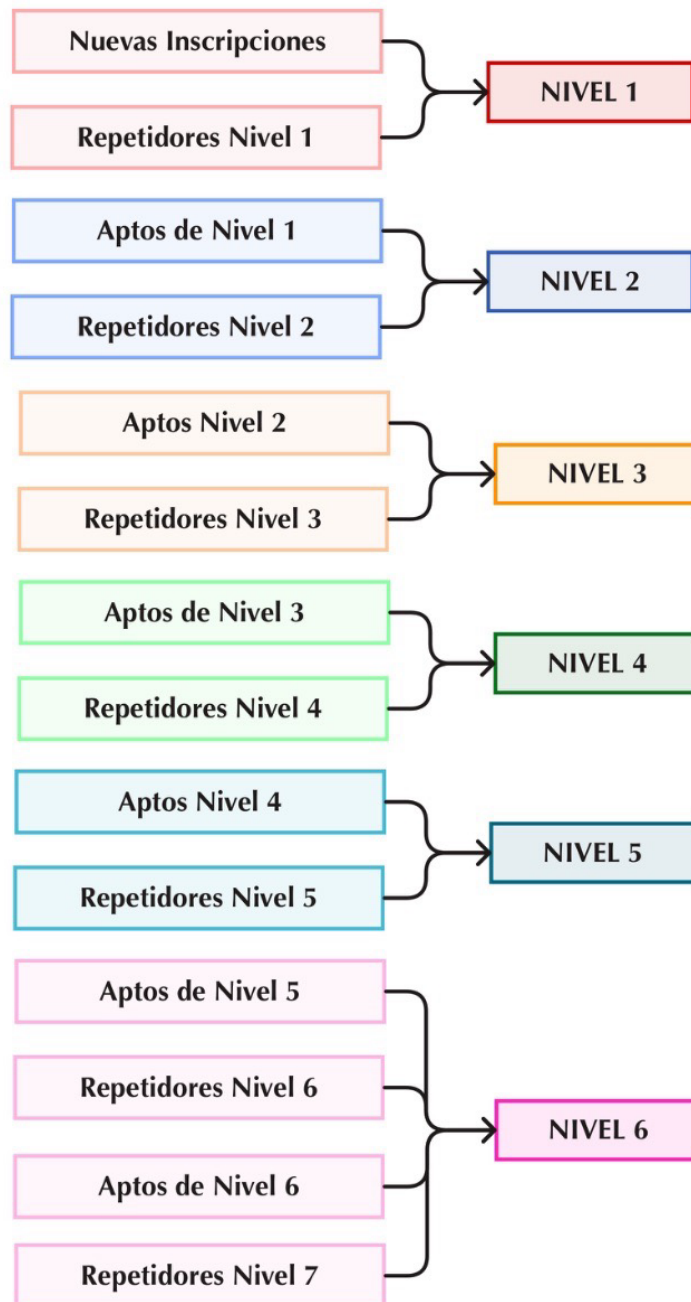 Nuevas Inscripciones
Repetidores Nivel 1
NIVEL 1
Aptos de Nivel 1
Repetidores Nivel 2
NIVEL 2
Aptos Nivel 2
Repetidores Nivel 3
NIVEL 3
Aptos de Nivel 3
Repetidores Nivel 4
NIVEL 4
Aptos Nivel 4
Repetidores Nivel 5
NIVEL 5
Aptos de Nivel 5
Repetidores Nivel 6
Aptos de Nivel 6
Repetidores Nivel 7
NIVEL 6